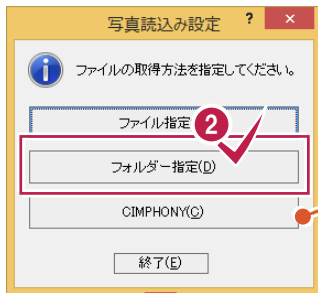 写真読込み設定 ? ×
ファイルの取得方法を指定してください。
ファイル指定
2
フォルダー指定(D)
CIMPHONY(C)
終了(E)